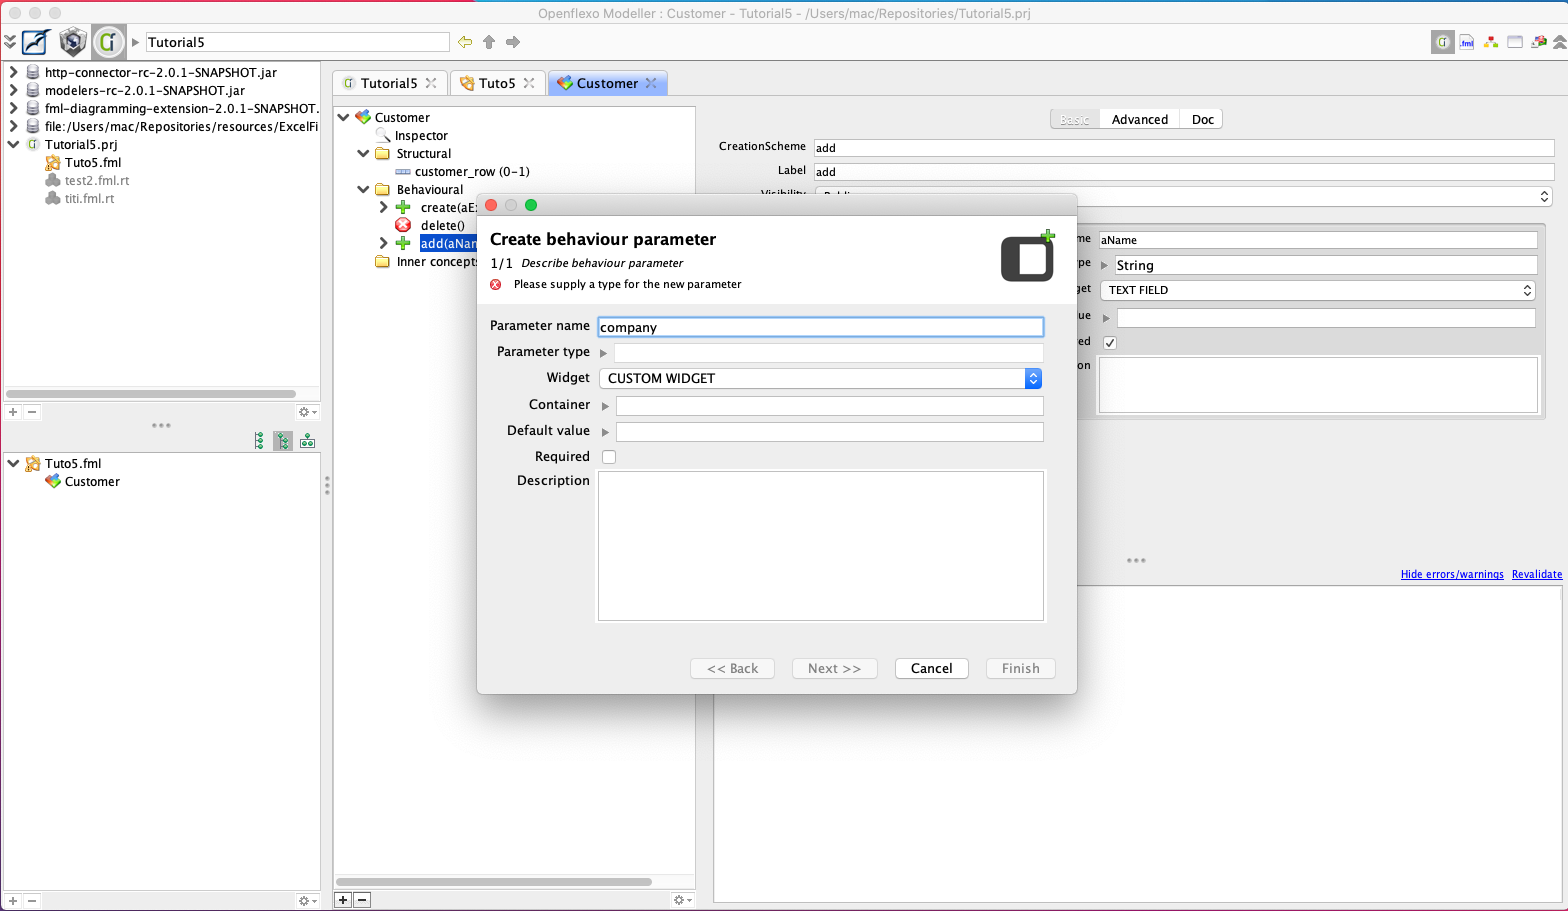 Openflexo Modeller : Customer - Tutorial5 - /Users/mac/Repositories/Tutorial5.prj
Tutorial5
.fml
http-connector-rc-2.0.1-SNAPSHOT.jar
modelers-rc-2.0.1-SNAPSHOT.jar
fml-diagramming-extension-2.0.1-SNAPSHOT.
file:/Users/mac/Repositories/resources/ExcelFi
Tutorial5.prj
Tuto5.fml
test2.fml.rt
titi.fml.rt
Tuto5.fml
Customer
Tutorial5
Tuto5
Customer
Customer
Inspector
Structural
customer_row (0-1)
Behavioural
create(aE
delete()
add(aNam
Inner concepts
Basic
Advanced
Doc
CreationScheme
add
Label
add
me
aName
pe
String
get
TEXT FIELD
ue
ed
on
Hide errors/warnings
Revalidate
Create behaviour parameter
1/1 Describe behaviour parameter
Please supply a type for the new parameter
Parameter name
company
Parameter type
Widget
CUSTOM WIDGET
Container
Default value
Required
Description
<< Back
Next >>
Cancel
Finish